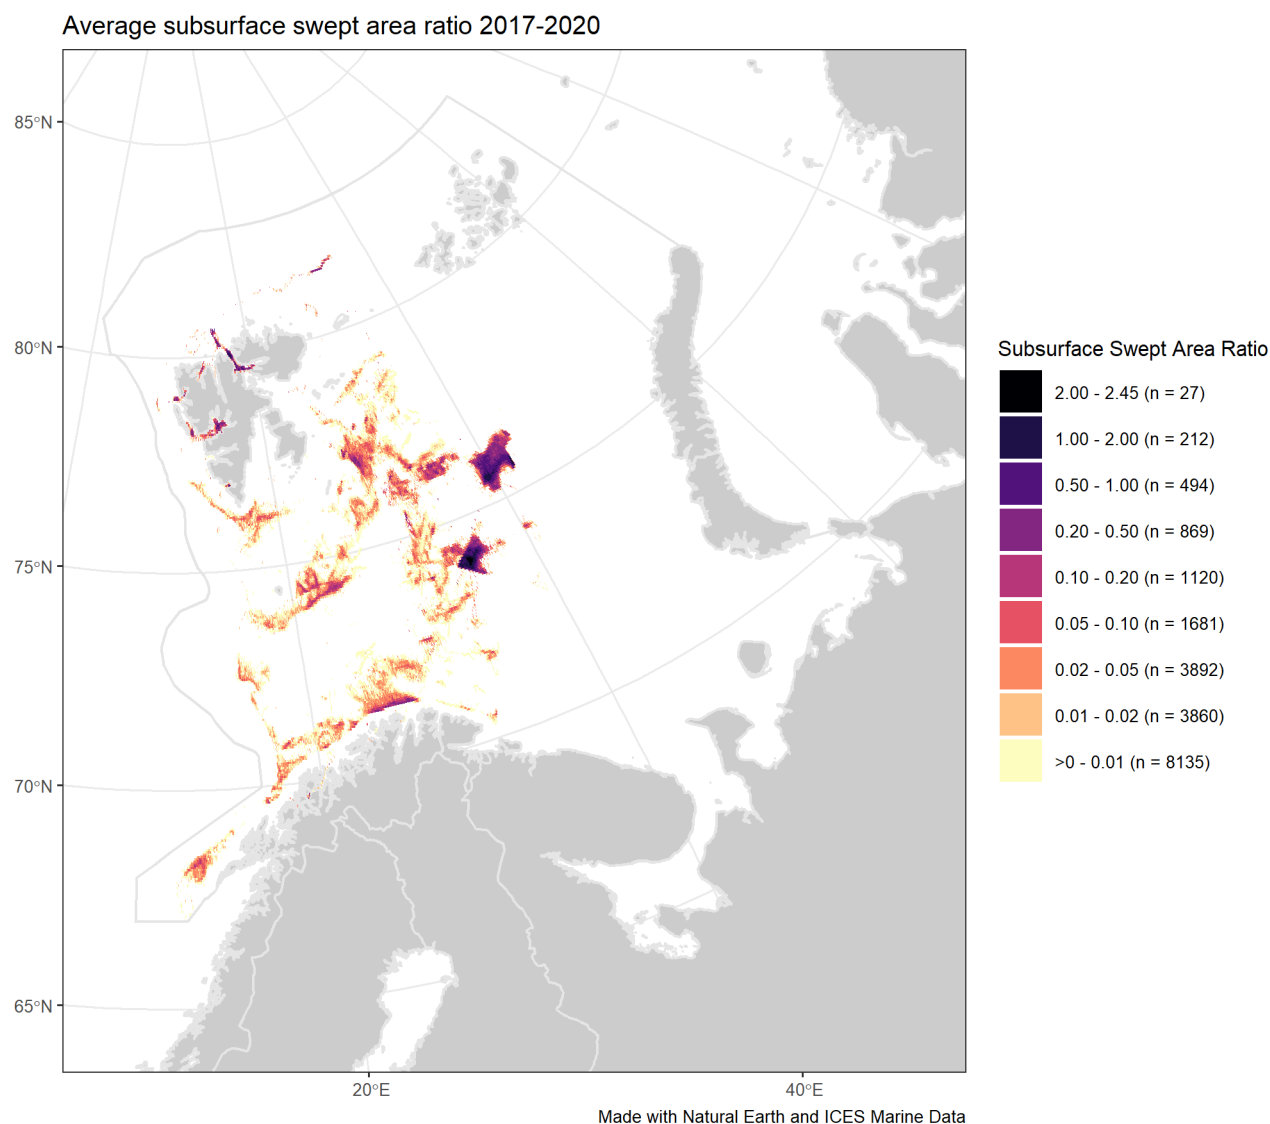 Average subsurface swept area ratio 2017-2020
85°N
80°N
75°N
70°N
65°N
20°E
40°E
Subsurface Swept Area Ratio
2.00 - 2.45 (n = 27)
1.00 - 2.00 (n = 212)
0.50 - 1.00 (n = 494)
0.20 - 0.50 (n = 869)
0.10 - 0.20 (n = 1120)
0.05 - 0.10 (n = 1681)
0.02 - 0.05 (n = 3892)
0.01 - 0.02 (n = 3860)
>0 - 0.01 (n = 8135)
Made with Natural Earth and ICES Marine Data